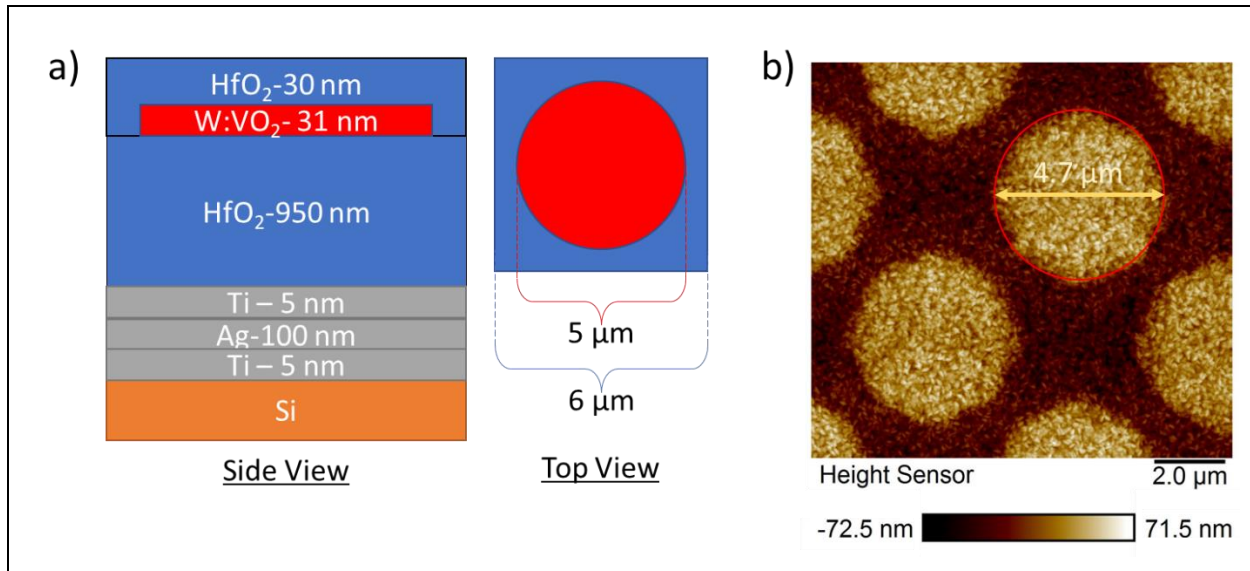 a)
HfO₂-30 nm
W:VO₂- 31 nm
HfO₂-950 nm
Ti – 5 nm
Ag-100 nm
Ti – 5 nm
Si
Side View
5 µm
6 µm
Top View
b)
4.7 µm
Height Sensor
2.0 µm
-72.5 nm
71.5 nm